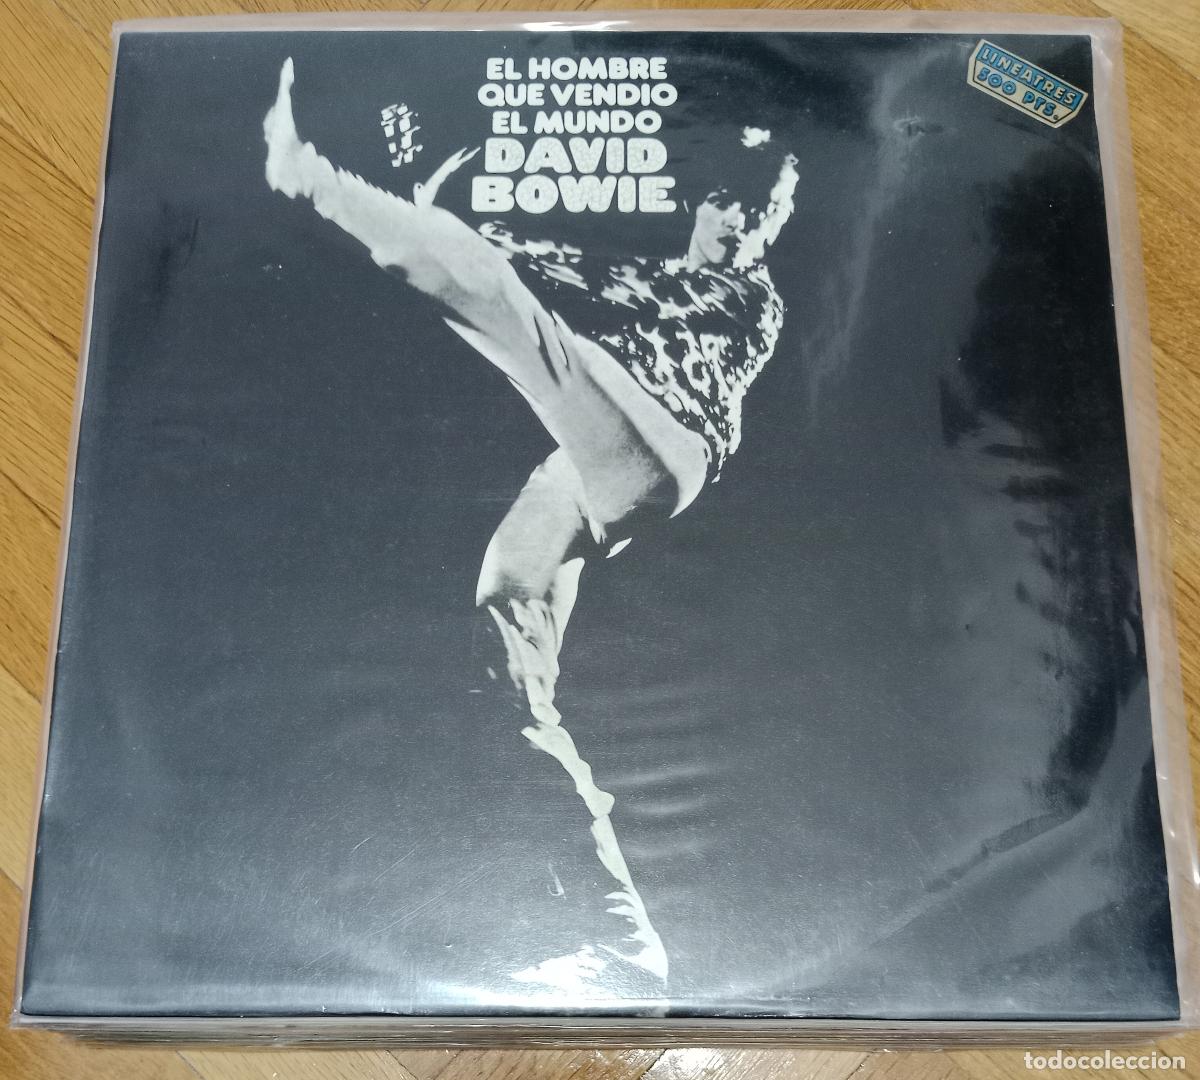 EL HOMBRE
QUE VENDIO
EL MUNDO
DAVID
BOWIE
LINEATRES
500 PTS.
todocoleccion